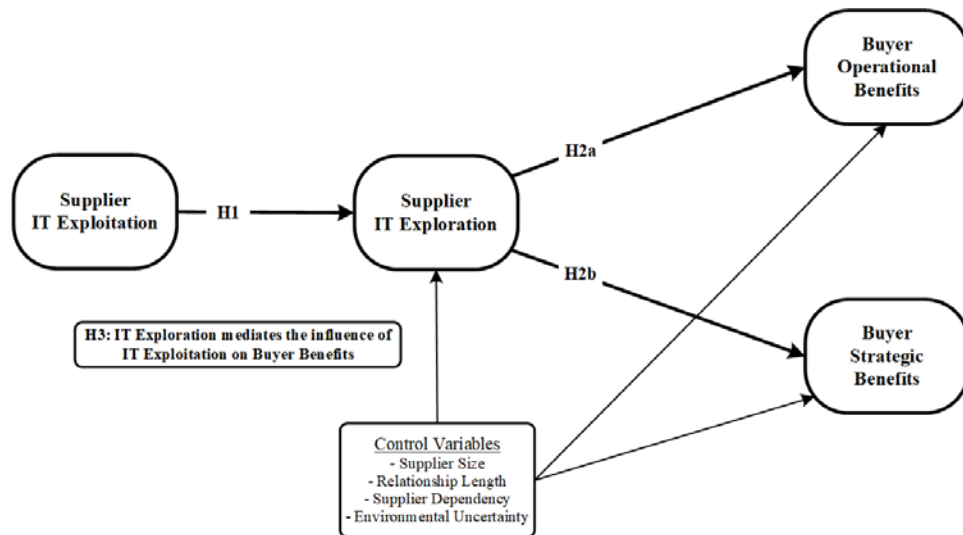 Buyer
Operational
Benefits
H2a
Supplier
IT Exploitation
H1
Supplier
IT Exploration
H2b
H3: IT Exploration mediates the influence of
IT Exploitation on Buyer Benefits
Buyer
Strategic
Benefits
Control Variables
- Supplier Size
- Relationship Length
- Supplier Dependency
- Environmental Uncertainty